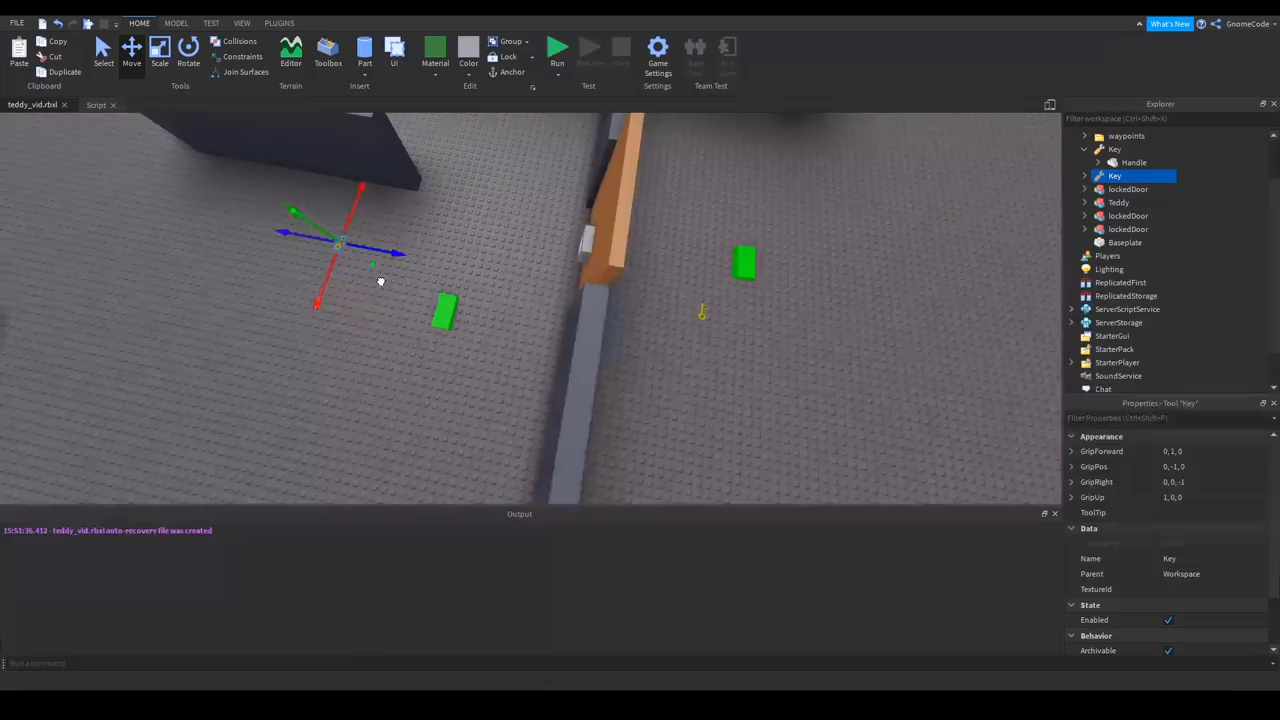 FILE HOME MODEL TEST VIEW PLUGINS What's New GnomeCode
Copy Collisions Group Lock
Cut Constraints
Duplicate Join Surfaces Anchor
Paste Select Move Scale Rotate Editor Toolbox Part UI Material Color Run Game Settings
Clipboard Tools Terrain Insert Edit Test Settings Team Test
teddy_vid.rbxl Script
Explorer
Filter workspace (Ctrl+Shift+X)
waypoints
Key
Handle
Key
lockedDoor
Teddy
lockedDoor
lockedDoor
Baseplate
Players
Lighting
ReplicatedFirst
ReplicatedStorage
ServerScriptService
ServerStorage
StarterGui
StarterPack
StarterPlayer
SoundService
Chat
Properties - Tool "Key"
Filter Properties (Ctrl+Shift+P)
Appearance
GripForward 0, 1, 0
GripPos 0, -1, 0
GripRight 0, 0, -1
GripUp 1, 0, 0
ToolTip
Data
Name Key
Parent Workspace
TextureId
State
Enabled
Behavior
Archivable
Output
15:51:36.412 - teddy_vid.rbxl auto-recovery file was created
Run a command